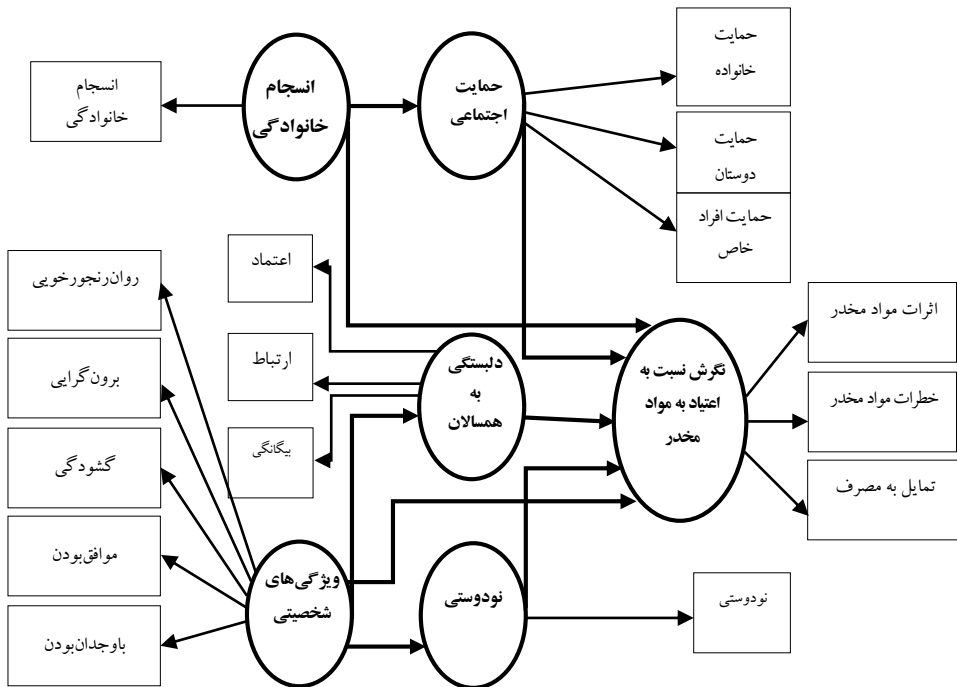 حمایت
خانواده
انسجام
خانوادگی
حمایت
اجتماعی
انسجام
خانوادگی
حمایت
دوستان
حمایت افراد
خاص
اعتماد
روان‌رنجورخویی
اثرات مواد مخدر
ارتباط
دلبستگی
به
همسالان
نگرش نسبت به
اعتیاد به مواد
مخدر
برون‌گرایی
خطرات مواد مخدر
بیگانگی
گشودگی
تمایل به مصرف
موافق‌بودن
ویژگی‌های
شخصیتی
نودوستی
نودوستی
باوجدان‌بودن